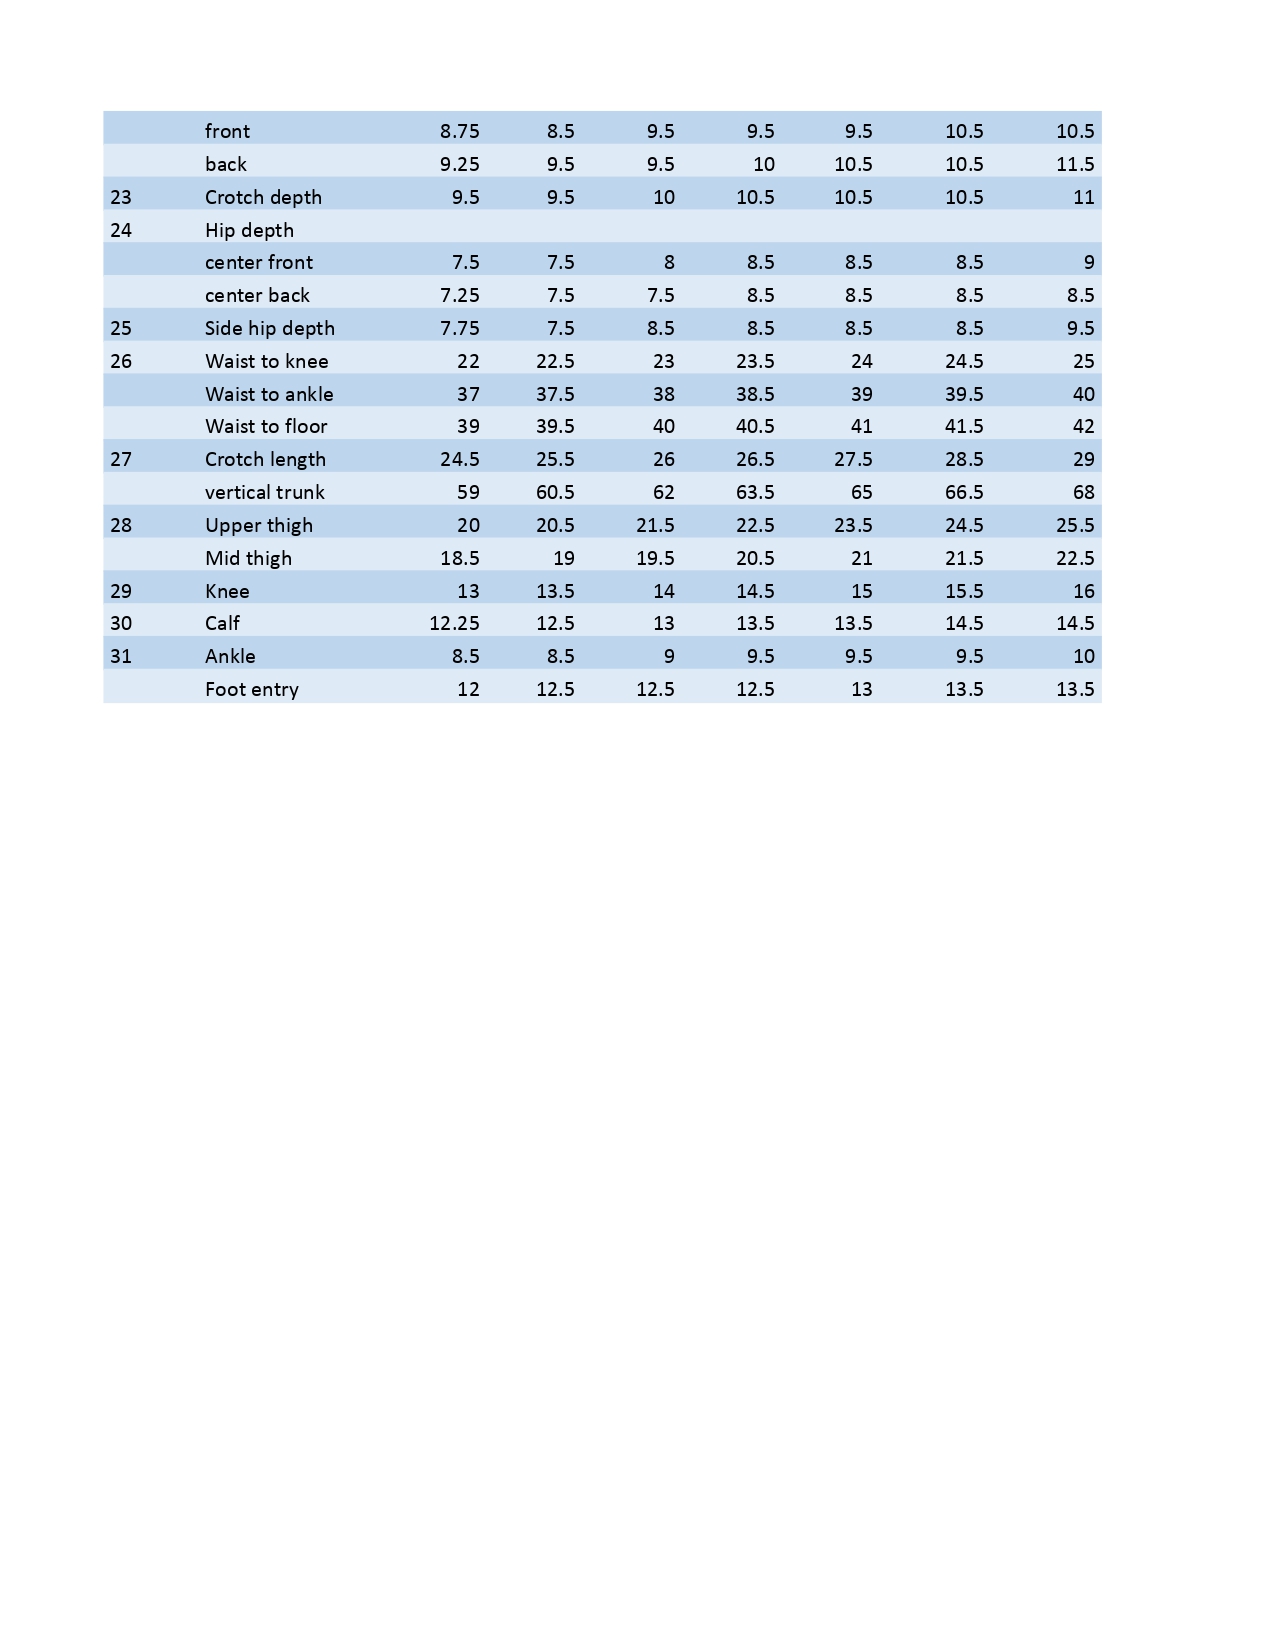 front 8.75 8.5 9.5 9.5 9.5 10.5 10.5
back 9.25 9.5 9.5 10 10.5 10.5 11.5
23 Crotch depth 9.5 9.5 10 10.5 10.5 10.5 11
24 Hip depth
center front 7.5 7.5 8 8.5 8.5 8.5 9
center back 7.25 7.5 7.5 8.5 8.5 8.5 8.5
25 Side hip depth 7.75 7.5 8.5 8.5 8.5 8.5 9.5
26 Waist to knee 22 22.5 23 23.5 24 24.5 25
Waist to ankle 37 37.5 38 38.5 39 39.5 40
Waist to floor 39 39.5 40 40.5 41 41.5 42
27 Crotch length 24.5 25.5 26 26.5 27.5 28.5 29
vertical trunk 59 60.5 62 63.5 65 66.5 68
28 Upper thigh 20 20.5 21.5 22.5 23.5 24.5 25.5
Mid thigh 18.5 19 19.5 20.5 21 21.5 22.5
29 Knee 13 13.5 14 14.5 15 15.5 16
30 Calf 12.25 12.5 13 13.5 13.5 14.5 14.5
31 Ankle 8.5 8.5 9 9.5 9.5 9.5 10
Foot entry 12 12.5 12.5 12.5 13 13.5 13.5